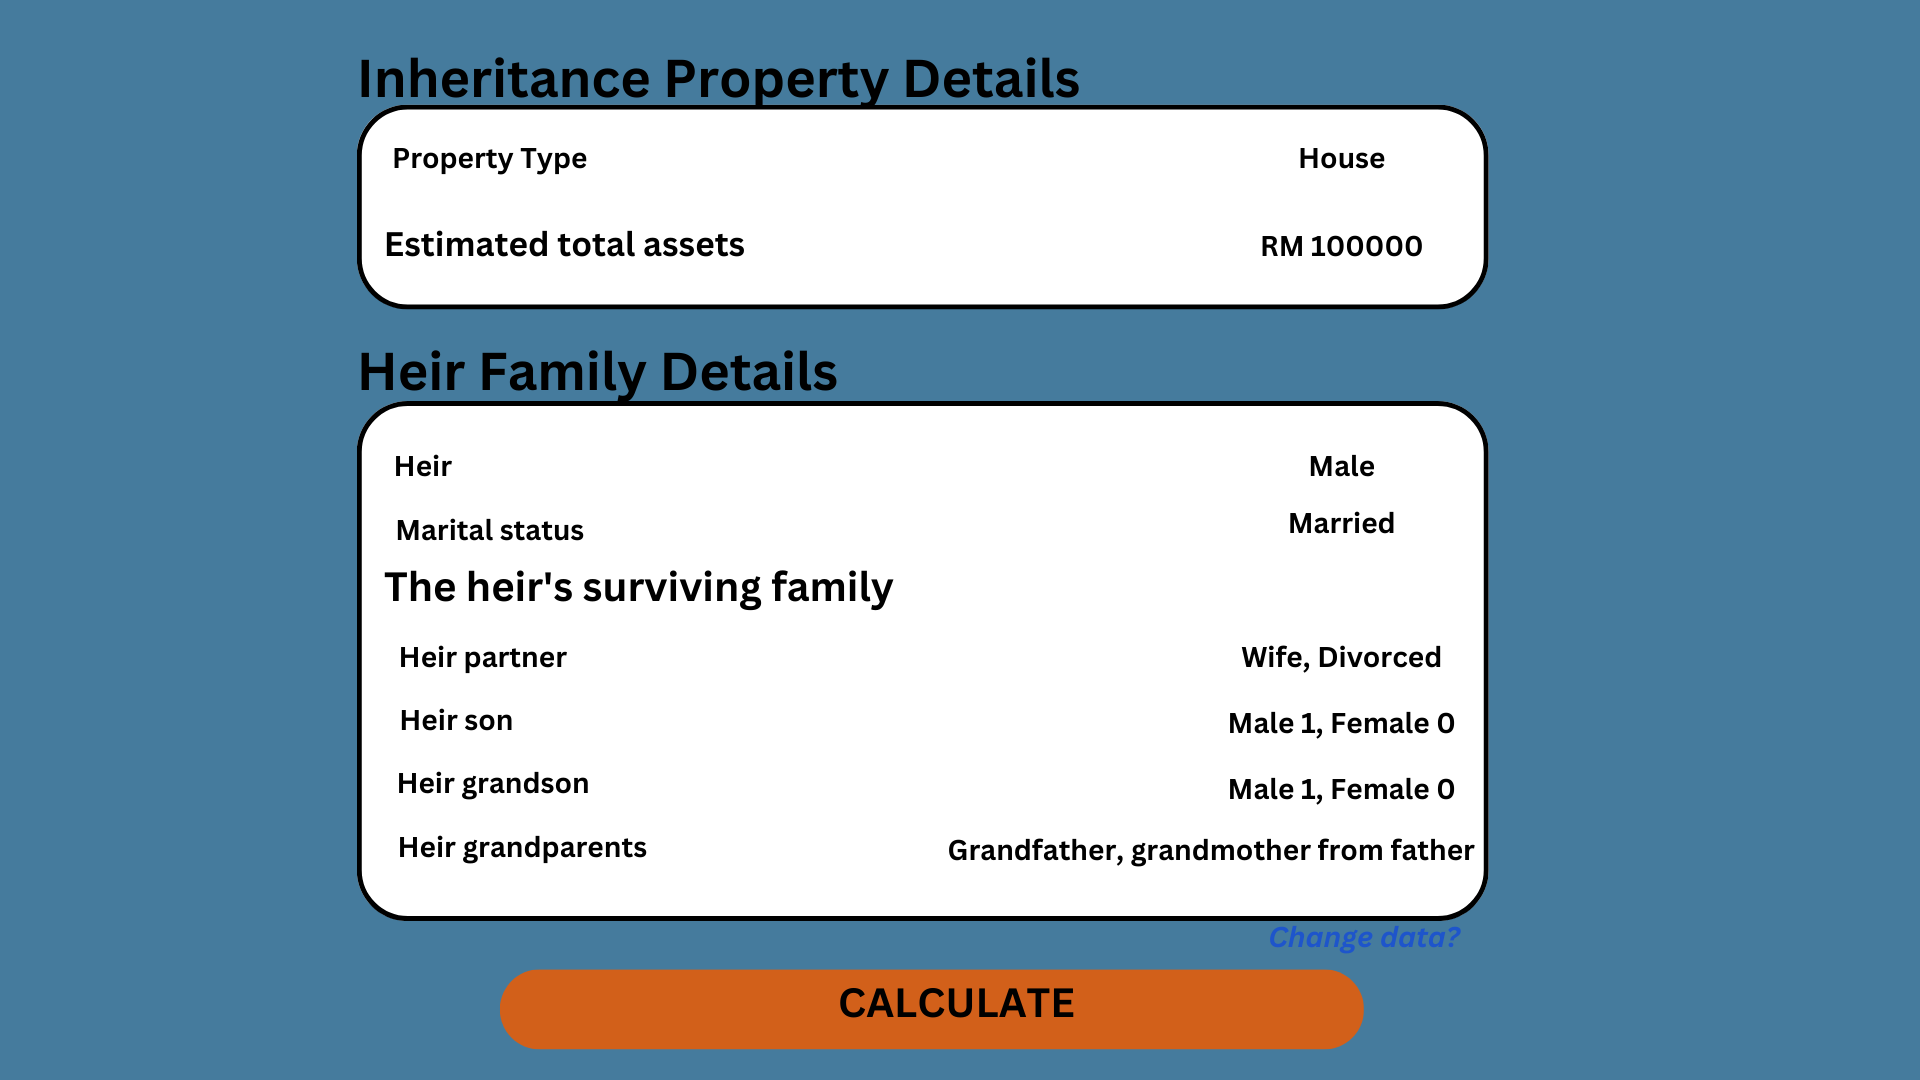 Inheritance Property Details
Property Type House
Estimated total assets RM 100000
Heir Family Details
Heir Male
Marital status Married
The heir's surviving family
Heir partner Wife, Divorced
Heir son Male 1, Female 0
Heir grandson Male 1, Female 0
Heir grandparents Grandfather, grandmother from father
Change data?
CALCULATE